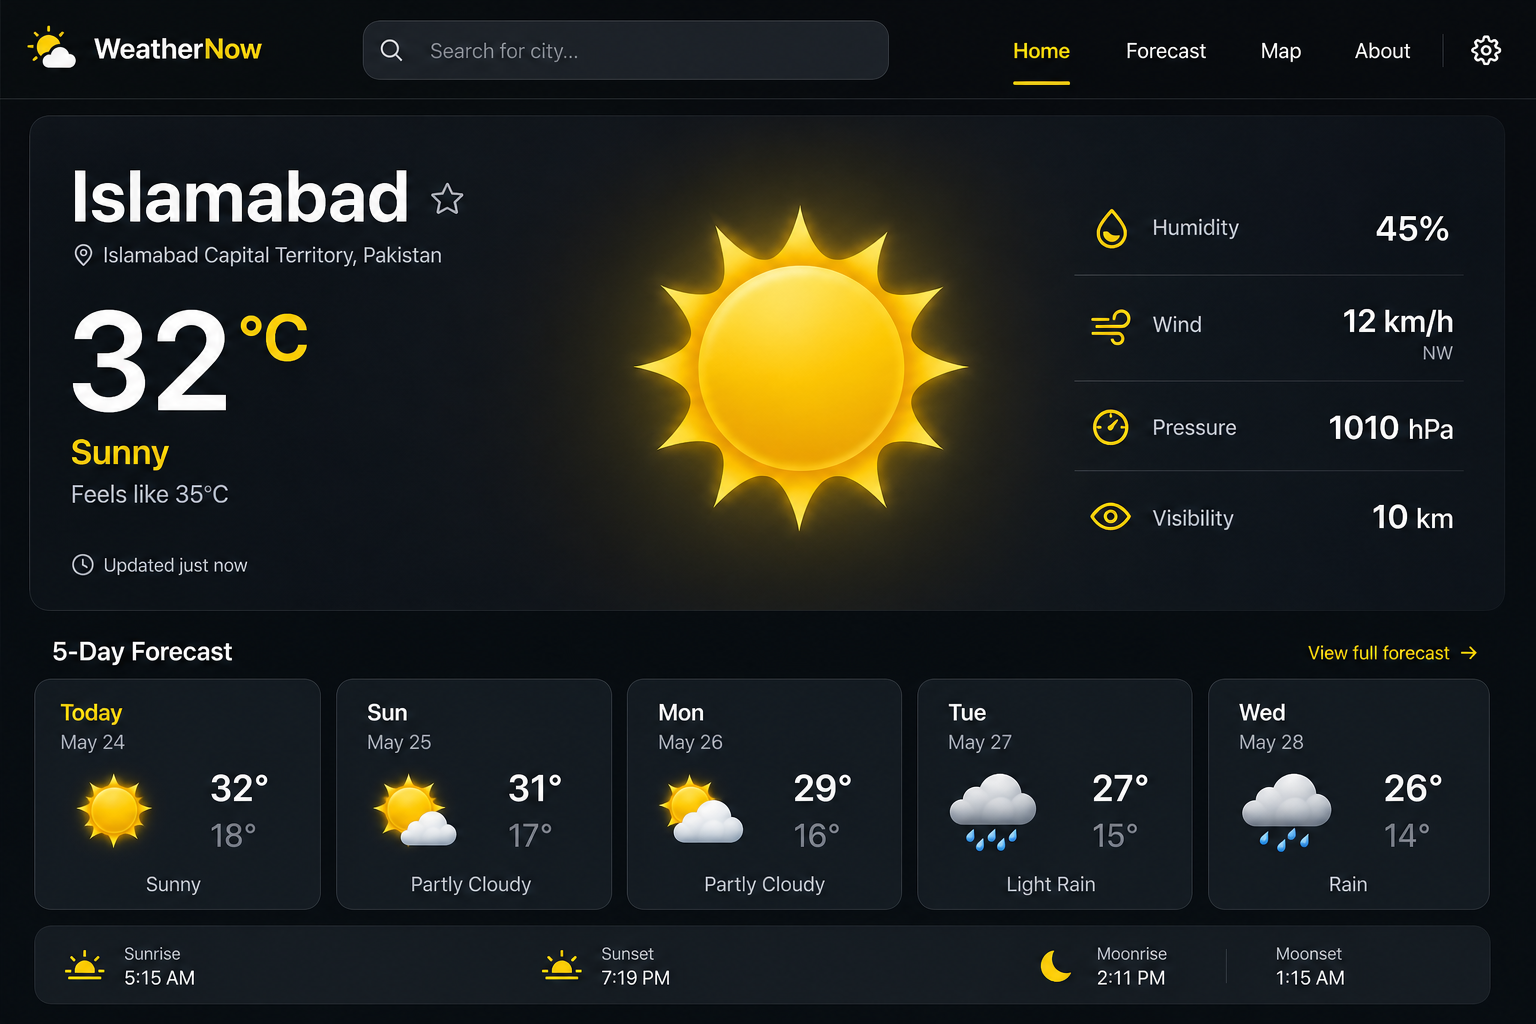 WeatherNow
Search for city...
Home
Forecast
Map
About
Islamabad
Islamabad Capital Territory, Pakistan
32°C
Sunny
Feels like 35°C
Updated just now
Humidity 45%
Wind 12 km/h
NW
Pressure 1010 hPa
Visibility 10 km
5-Day Forecast
View full forecast →
Today
May 24
32°
18°
Sunny
Sun
May 25
31°
17°
Partly Cloudy
Mon
May 26
29°
16°
Partly Cloudy
Tue
May 27
27°
15°
Light Rain
Wed
May 28
26°
14°
Rain
Sunrise
5:15 AM
Sunset
7:19 PM
Moonrise
2:11 PM
Moonset
1:15 AM